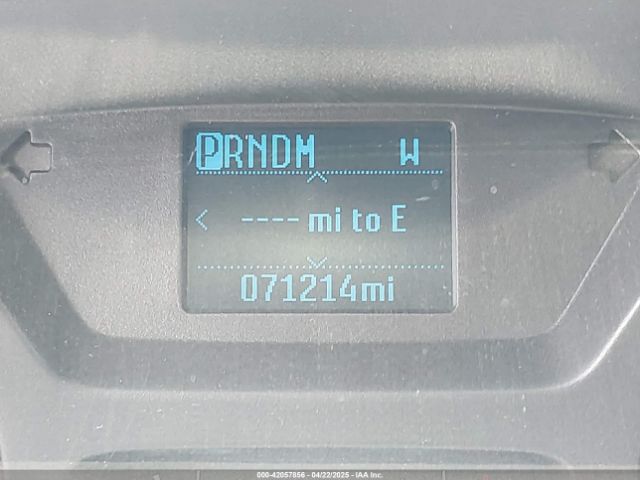 PRNDM W
< ---- mi to E
071214mi
000-42057856 - 04/22/2025 - IAA Inc.